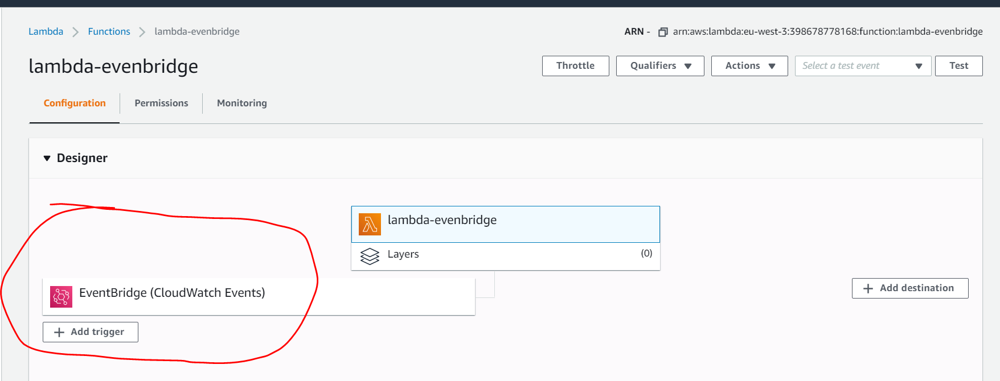 Lambda Functions lambda-evenbridge
ARN - arn:aws:lambda:eu-west-3:398678778168:function:lambda-evenbridge
lambda-evenbridge
Throttle Qualifiers Actions Select a test event Test
Configuration Permissions Monitoring
Designer
lambda-evenbridge
Layers (0)
EventBridge (CloudWatch Events)
Add destination
Add trigger